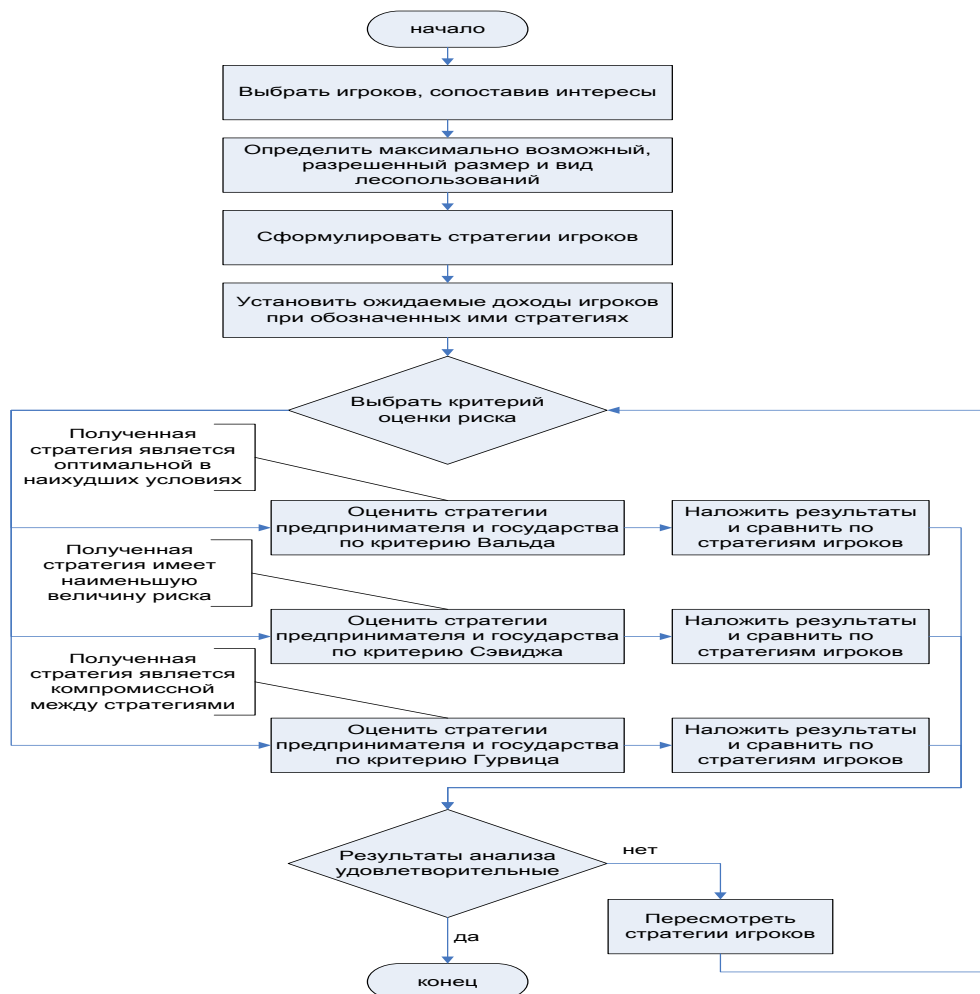 начало
Выбрать игроков, сопоставив интересы
Определить максимально возможный,
разрешенный размер и вид
лесопользований
Сформулировать стратегии игроков
Установить ожидаемые доходы игроков
при обозначенных ими стратегиях
Выбрать критерий
оценки риска
Полученная
стратегия является
оптимальной в
наихудших условиях
Оценить стратегии
предпринимателя и государства
по критерию Вальда
Наложить результаты
и сравнить по
стратегиям игроков
Полученная
стратегия имеет
наименьшую
величину риска
Оценить стратегии
предпринимателя и государства
по критерию Сэвиджа
Наложить результаты
и сравнить по
стратегиям игроков
Полученная
стратегия является
компромиссной
между стратегиями
Оценить стратегии
предпринимателя и государства
по критерию Гурвица
Наложить результаты
и сравнить по
стратегиям игроков
Результаты анализа
удовлетворительные
нет
Пересмотреть
стратегии игроков
да
конец